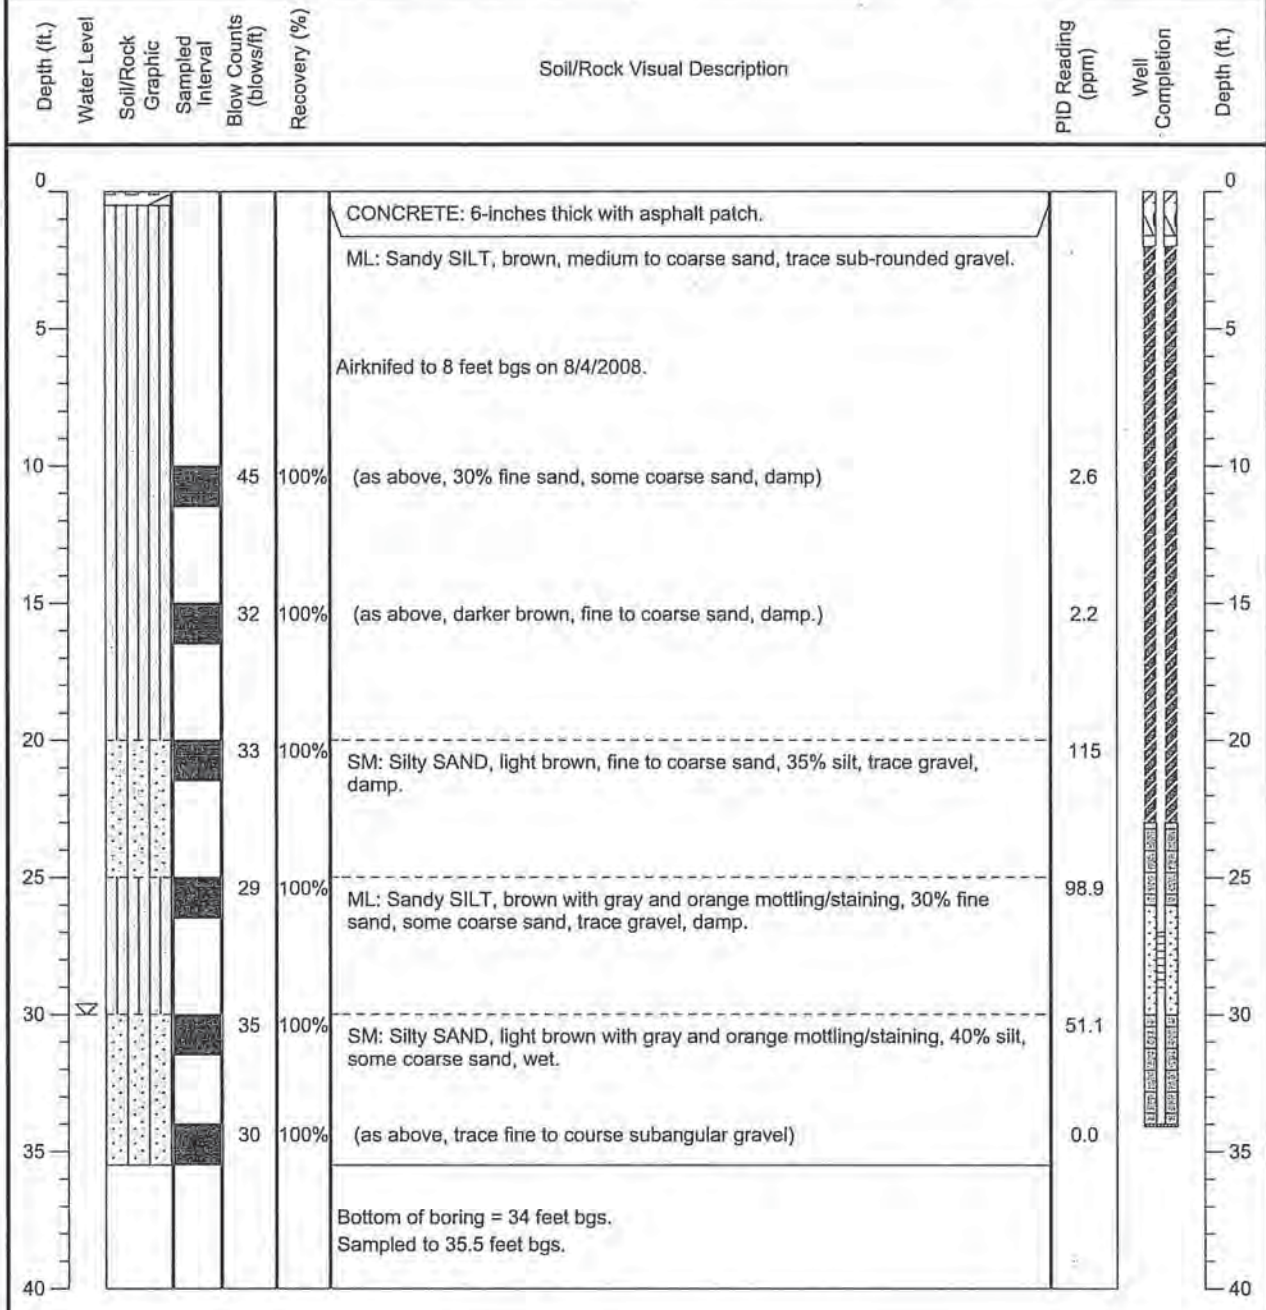 Depth (ft.)
Water Level
Soil/Rock
Graphic
Sampled
Interval
Blow Counts
(blows/ft)
Recovery (%)
Soil/Rock Visual Description
PID Reading
(ppm)
Well
Completion
Depth (ft.)
0 0
CONCRETE: 6-inches thick with asphalt patch.
ML: Sandy SILT, brown, medium to coarse sand, trace sub-rounded gravel.
5 5
Airknifed to 8 feet bgs on 8/4/2008.
10 45 100% (as above, 30% fine sand, some coarse sand, damp) 2.6 10
15 32 100% (as above, darker brown, fine to coarse sand, damp.) 2.2 15
20 33 100% 115 20
SM: Silty SAND, light brown, fine to coarse sand, 35% silt, trace gravel,
damp.
25 29 100% 98.9 25
ML: Sandy SILT, brown with gray and orange mottling/staining, 30% fine
sand, some coarse sand, trace gravel, damp.
30 35 100% 51.1 30
SM: Silty SAND, light brown with gray and orange mottling/staining, 40% silt,
some coarse sand, wet.
30 100% (as above, trace fine to course subangular gravel) 0.0
35 35
Bottom of boring = 34 feet bgs.
Sampled to 35.5 feet bgs.
40 40